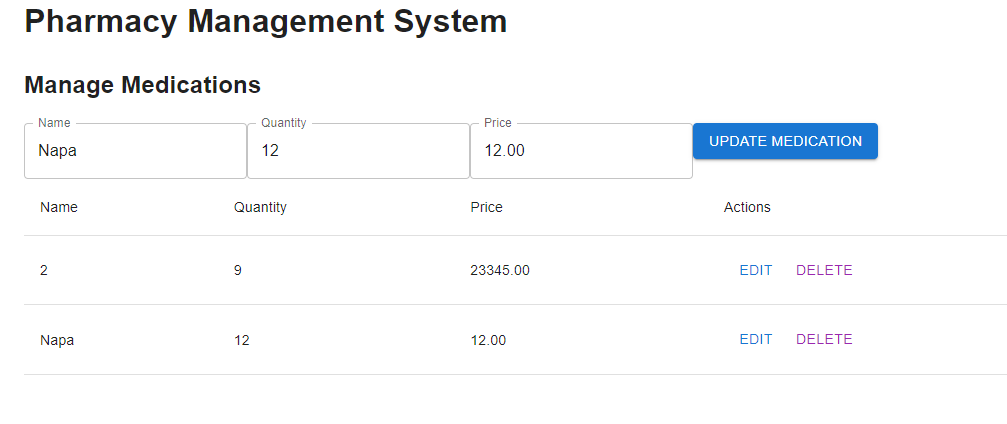 Pharmacy Management System
Manage Medications
Name Quantity Price
Napa 12 12.00 UPDATE MEDICATION
Name Quantity Price Actions
2 9 23345.00 EDIT DELETE
Napa 12 12.00 EDIT DELETE